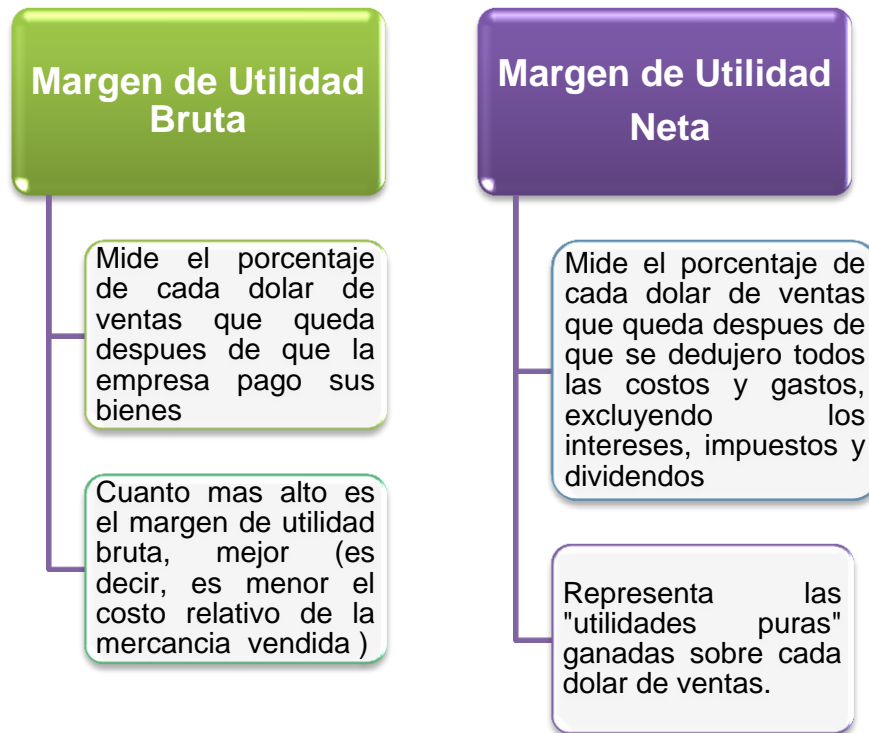 Margen de Utilidad
Bruta
Mide el porcentaje
de cada dolar de
ventas que queda
despues de que la
empresa pago sus
bienes
Cuanto mas alto es
el margen de utilidad
bruta, mejor (es
decir, es menor el
costo relativo de la
mercancia vendida )
Margen de Utilidad
Neta
Mide el porcentaje de
cada dolar de ventas
que queda despues de
que se dedujero todos
las costos y gastos,
excluyendo los
intereses, impuestos y
dividendos
Representa las
"utilidades puras"
ganadas sobre cada
dolar de ventas.